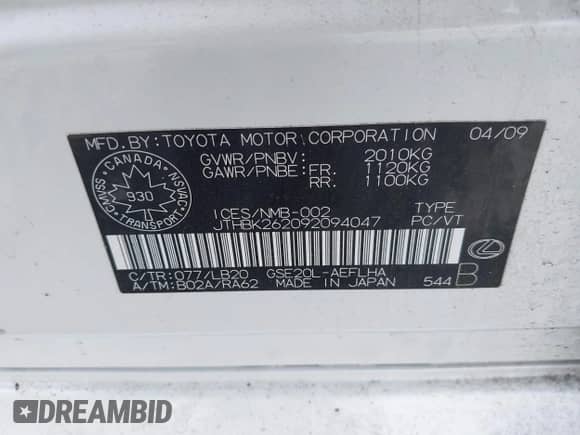 MFD. BY: TOYOTA MOTOR CORPORATION 04/09
GVWR/PNBV: 2010KG
GAWR/PNBE: FR. 1120KG
RR. 1100KG
CANADA
CMVSS NSVAC
930
TRANSPORT
ICES/NMB-002 TYPE
JTHBK262092094047 PC/VT
C/TR: 077/LB20 GSE20L-AEFLHA
A/TM: B02A/RA62 MADE IN JAPAN 544 B
DREAMBID